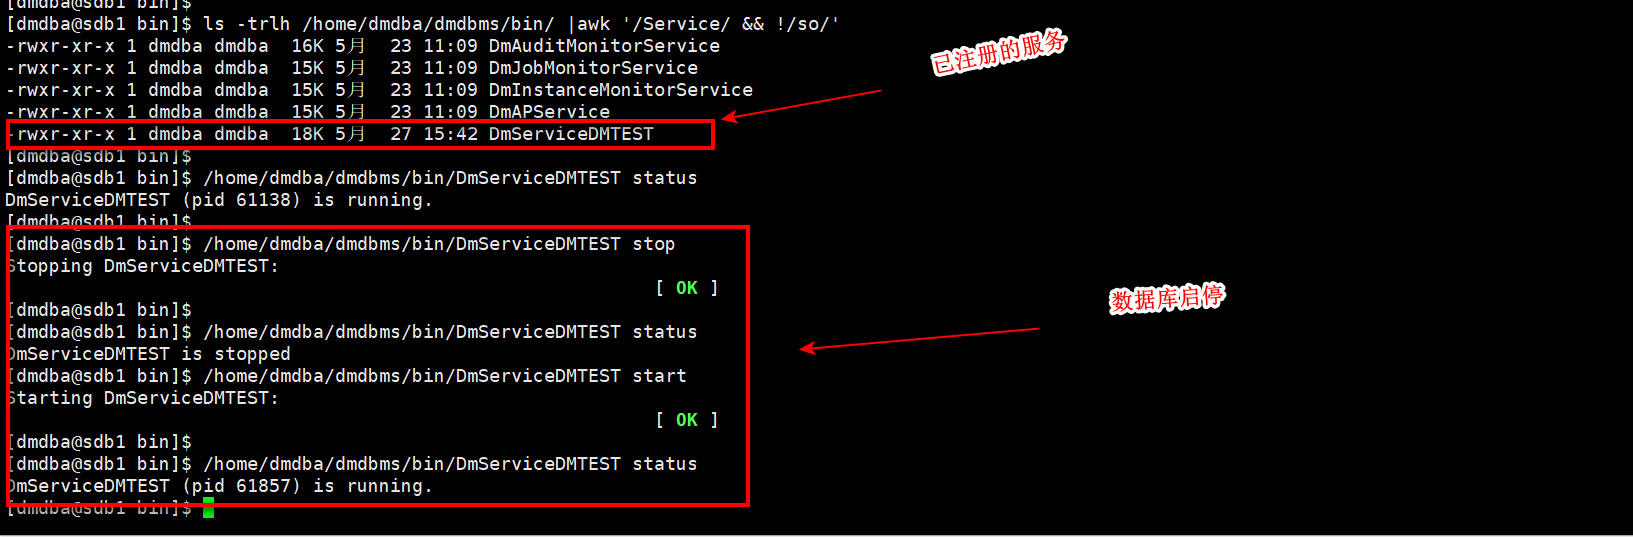 [dmdba@sdb1 bin]$
[dmdba@sdb1 bin]$ ls -trlh /home/dmdba/dmdbms/bin/ |awk '/Service/ && !/so/'
-rwxr-xr-x 1 dmdba dmdba  16K 5月  23 11:09 DmAuditMonitorService
-rwxr-xr-x 1 dmdba dmdba  15K 5月  23 11:09 DmJobMonitorService
-rwxr-xr-x 1 dmdba dmdba  15K 5月  23 11:09 DmInstanceMonitorService
-rwxr-xr-x 1 dmdba dmdba  15K 5月  23 11:09 DmAPService
-rwxr-xr-x 1 dmdba dmdba  18K 5月  27 15:42 DmServiceDMTEST
已注册的服务
[dmdba@sdb1 bin]$
[dmdba@sdb1 bin]$ /home/dmdba/dmdbms/bin/DmServiceDMTEST status
DmServiceDMTEST (pid 61138) is running.
[dmdba@sdb1 bin]$
[dmdba@sdb1 bin]$ /home/dmdba/dmdbms/bin/DmServiceDMTEST stop
Stopping DmServiceDMTEST:
[ OK ]
[dmdba@sdb1 bin]$
[dmdba@sdb1 bin]$ /home/dmdba/dmdbms/bin/DmServiceDMTEST status
DmServiceDMTEST is stopped
[dmdba@sdb1 bin]$ /home/dmdba/dmdbms/bin/DmServiceDMTEST start
Starting DmServiceDMTEST:
[ OK ]
[dmdba@sdb1 bin]$
[dmdba@sdb1 bin]$ /home/dmdba/dmdbms/bin/DmServiceDMTEST status
DmServiceDMTEST (pid 61857) is running.
[dmdba@sdb1 bin]$
数据库启停